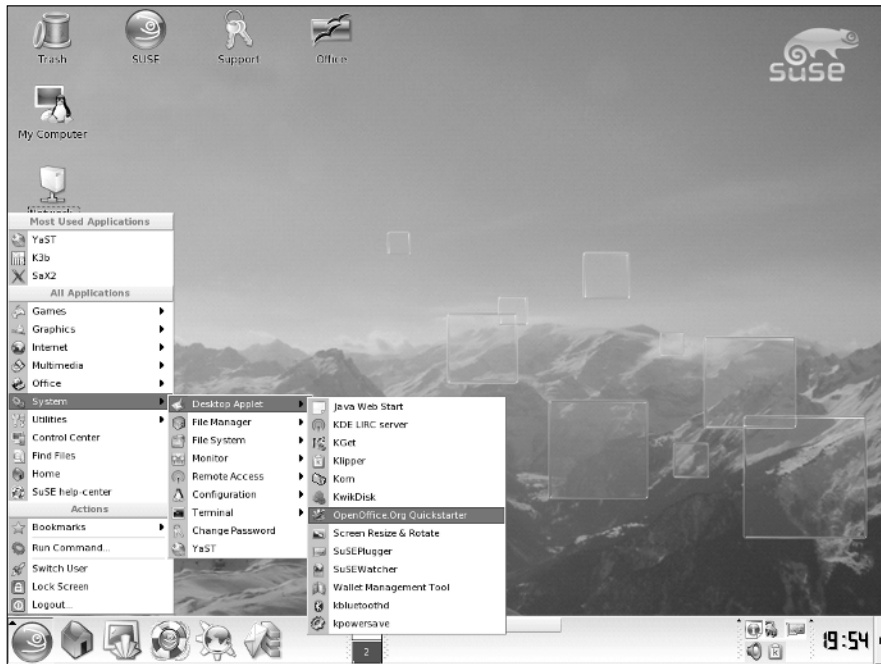 Trash
SUSE
Support
Office
suse
My Computer
Most Used Applications
YaST
K3b
SaX2
All Applications
Games
Graphics
Internet
Multimedia
Office
System
Utilities
Control Center
Find Files
Home
SuSE help-center
Actions
Bookmarks
Run Command...
Switch User
Lock Screen
Logout...
Desktop Applet
File Manager
File System
Monitor
Remote Access
Configuration
Terminal
Change Password
YaST
Java Web Start
KDE LIRC server
KGet
Klipper
Korn
KwikDisk
OpenOffice.Org Quickstarter
Screen Resize & Rotate
SuSEPlugger
SuSEWatcher
Wallet Management Tool
kbluetoothd
kpowersave
2
19:54